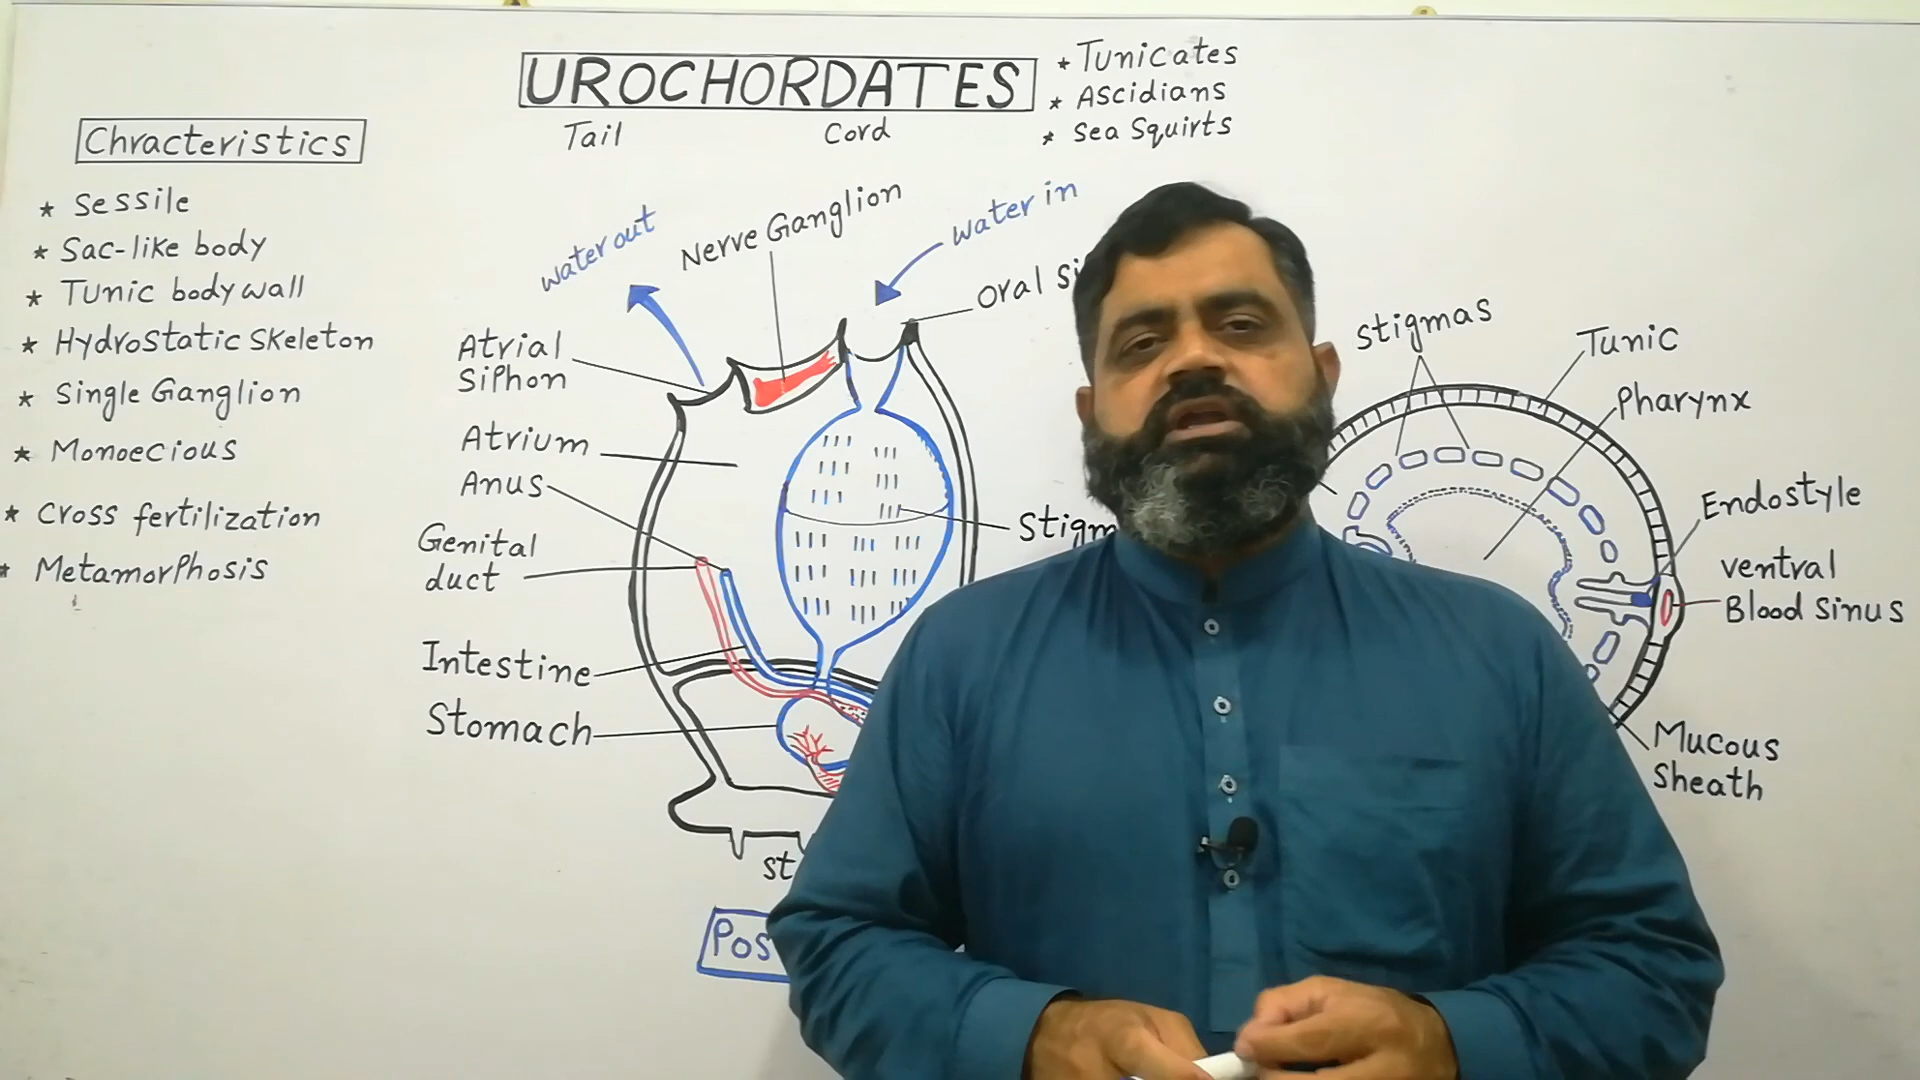 UROCHORDATES
Tail
Cord
* Tunicates
* Ascidians
* Sea Squirts
Chracteristics
* Sessile
* Sac-like body
* Tunic body wall
* Hydrostatic Skeleton
* Single Ganglion
* Monoecious
* Cross fertilization
* Metamorphosis
water out
Nerve Ganglion
water in
Oral
Atrial
Siphon
Atrium
Anus
Genital
duct
Intestine
Stomach
Stigmas
Tunic
Pharynx
Endostyle
Ventral
Blood Sinus
Mucous
Sheath